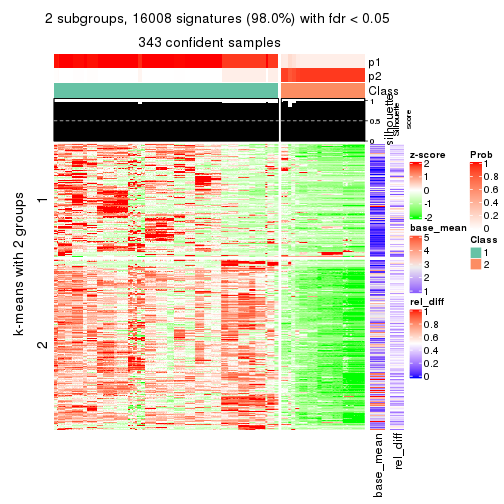 2 subgroups, 16008 signatures (98.0%) with fdr < 0.05
343 confident samples
p1
p2
Class
1
0.5
0
silhouette
Silhouette
score
k-means with 2 groups
1
2
base_mean
rel_diff
z-score
2
1
0
-1
-2
base_mean
5
4
3
2
1
rel_diff
1
0.8
0.6
0.4
0.2
0
Prob
1
0.8
0.6
0.4
0.2
0
Class
1
2